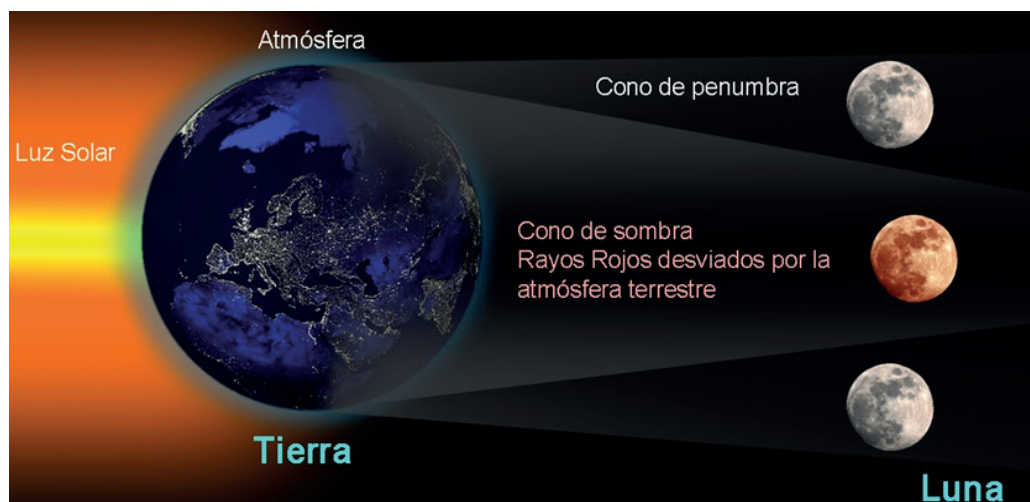 Atmósfera
Cono de penumbra
Luz Solar
Cono de sombra
Rayos Rojos desviados por la
atmósfera terrestre
Tierra
Luna